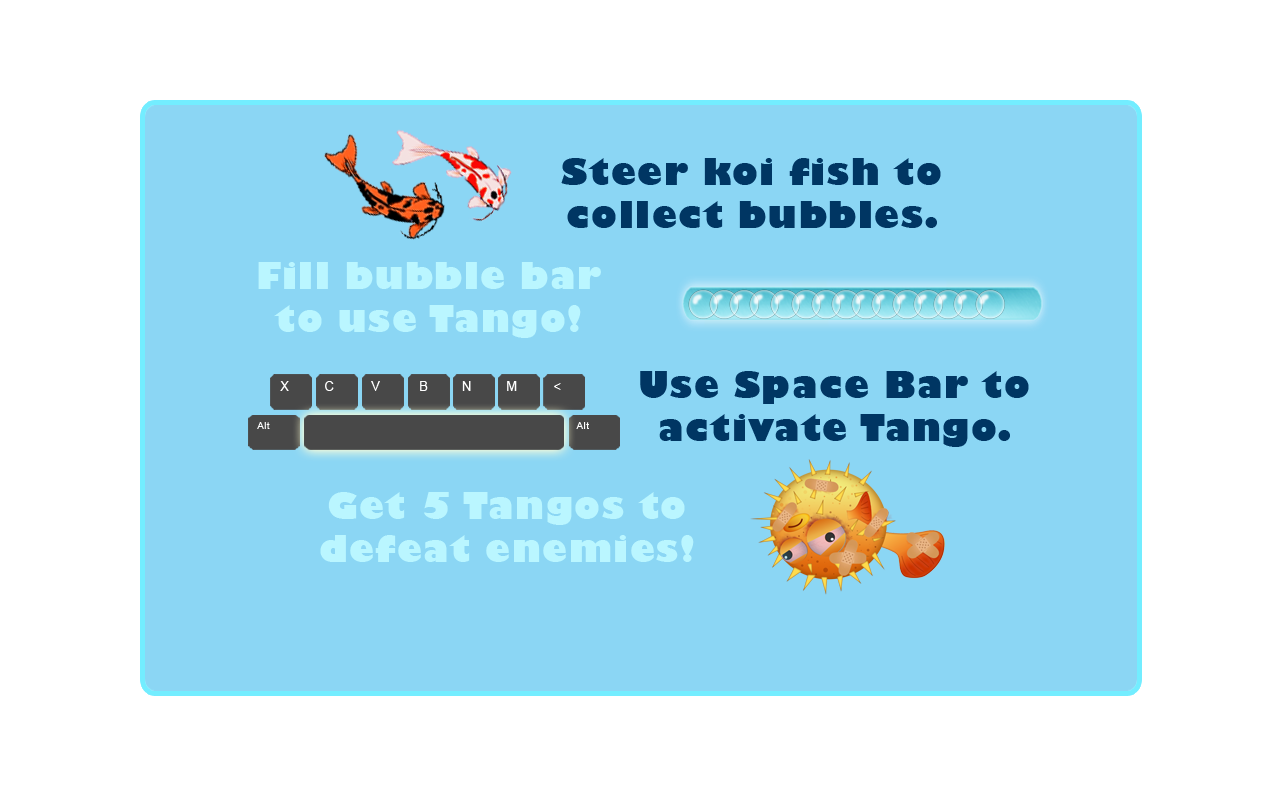 Steer koi fish to
collect bubbles.
Fill bubble bar
to use Tango!
X C V B N M <
Use Space Bar to
Alt Alt
activate Tango.
Get 5 Tangos to
defeat enemies!